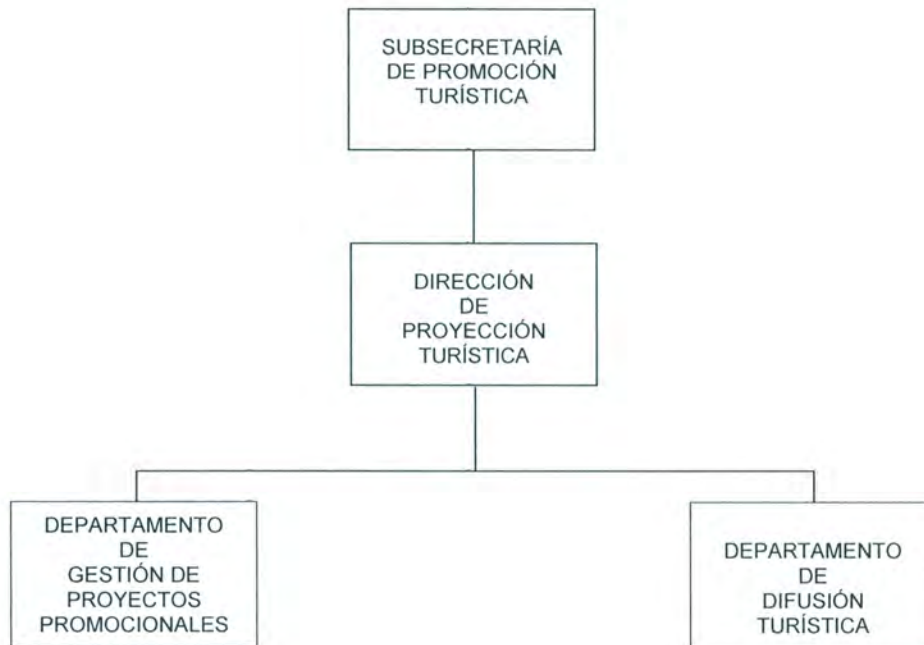 SUBSECRETARÍA
DE PROMOCIÓN
TURÍSTICA
DIRECCIÓN
DE
PROYECCIÓN
TURÍSTICA
DEPARTAMENTO
DE
GESTIÓN DE
PROYECTOS
PROMOCIONALES
DEPARTAMENTO
DE
DIFUSIÓN
TURÍSTICA